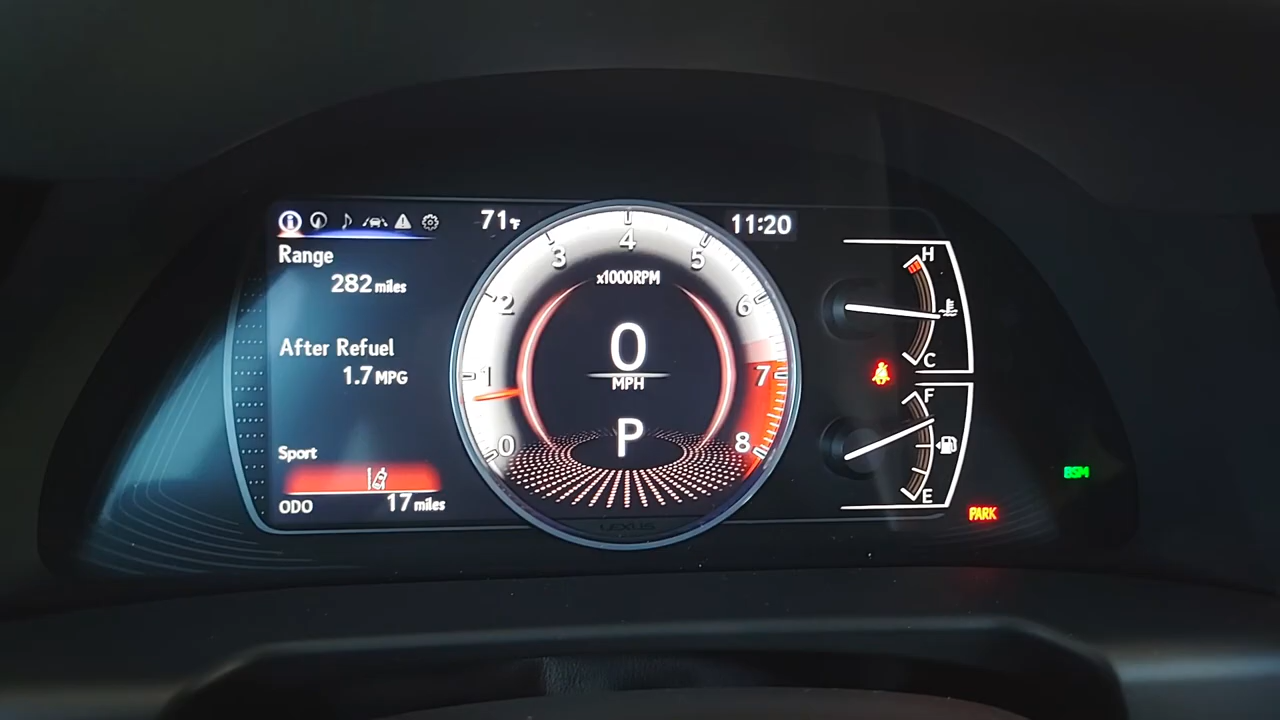 71°F
11:20
Range
282 miles
After Refuel
1.7 MPG
Sport
ODO 17 miles
0
1
2
3
4
5
6
7
8
x1000RPM
0
MPH
P
LEXUS
H
C
F
E
BSM
PARK